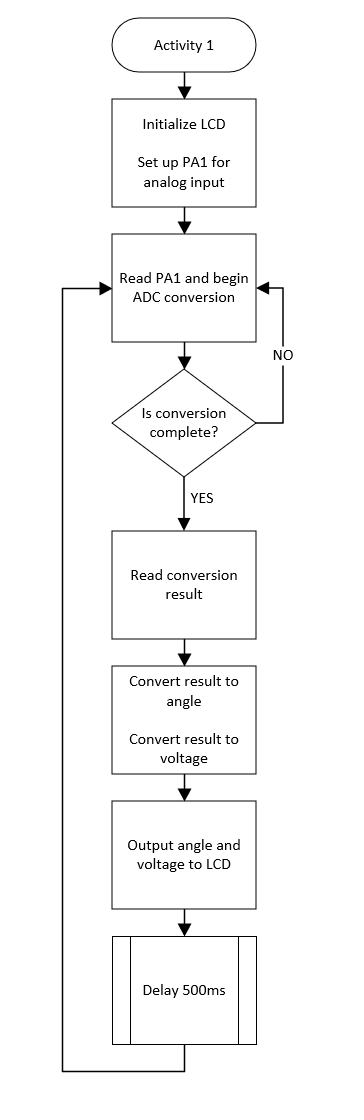 Activity 1
Initialize LCD
Set up PA1 for
analog input
Read PA1 and begin
ADC conversion
NO
Is conversion
complete?
YES
Read conversion
result
Convert result to
angle
Convert result to
voltage
Output angle and
voltage to LCD
Delay 500ms